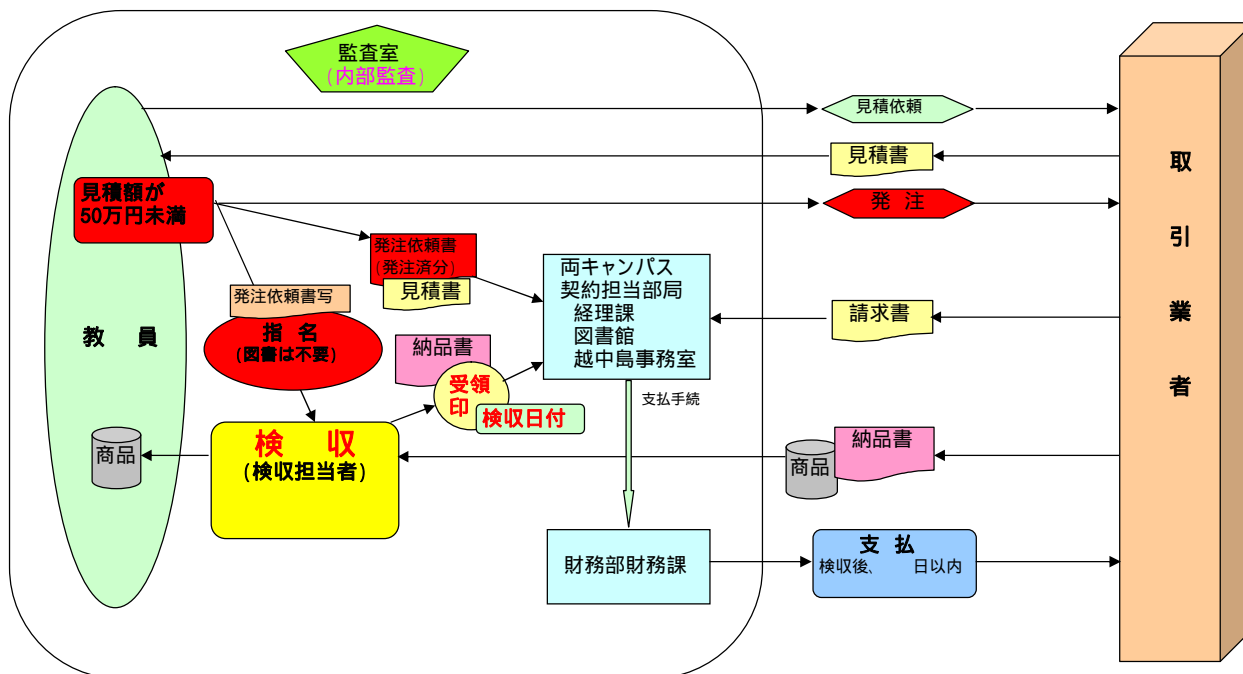 監査室
(内部監査)
見積依頼
見積書
見積額が
50万円未満
発 注
発注依頼書
(発注済分)
見積書
両キャンパス
契約担当部局
経理課
図書館
越中島事務室
発注依頼書写
指 名
(図書は不要)
請求書
教 員
取引業者
納品書
受領
印
検収日付
支払手続
検 収
(検収担当者)
商品
商品
納品書
財務部財務課
支 払
検収後、 日以内